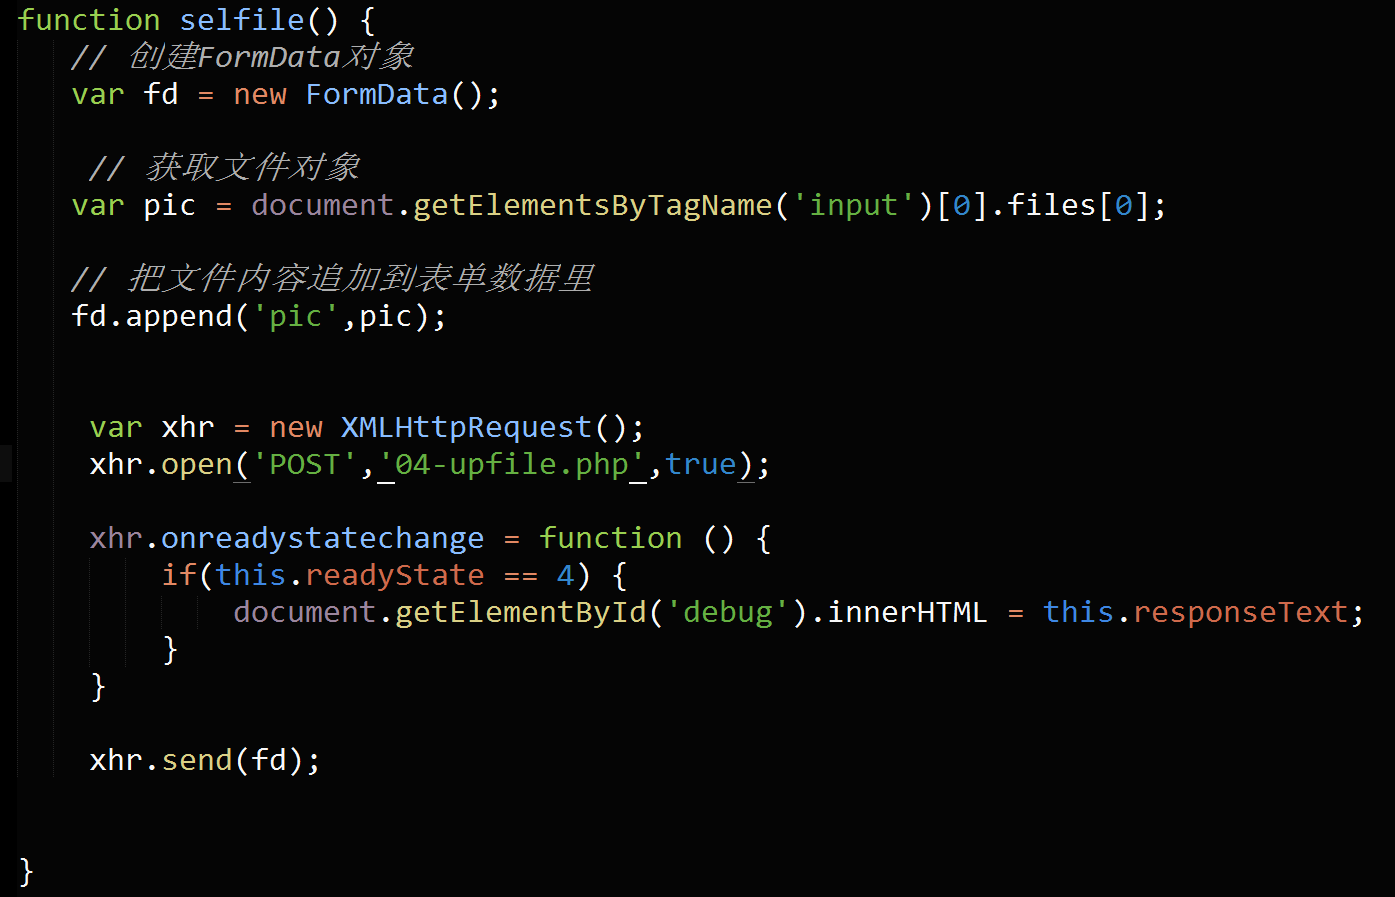 function selfile() {
// 创建FormData对象
var fd = new FormData();
// 获取文件对象
var pic = document.getElementsByTagName('input')[0].files[0];
// 把文件内容追加到表单数据里
fd.append('pic',pic);
var xhr = new XMLHttpRequest();
xhr.open('POST','04-upfile.php',true);
xhr.onreadystatechange = function () {
if(this.readyState == 4) {
document.getElementById('debug').innerHTML = this.responseText;
}
}
xhr.send(fd);
}